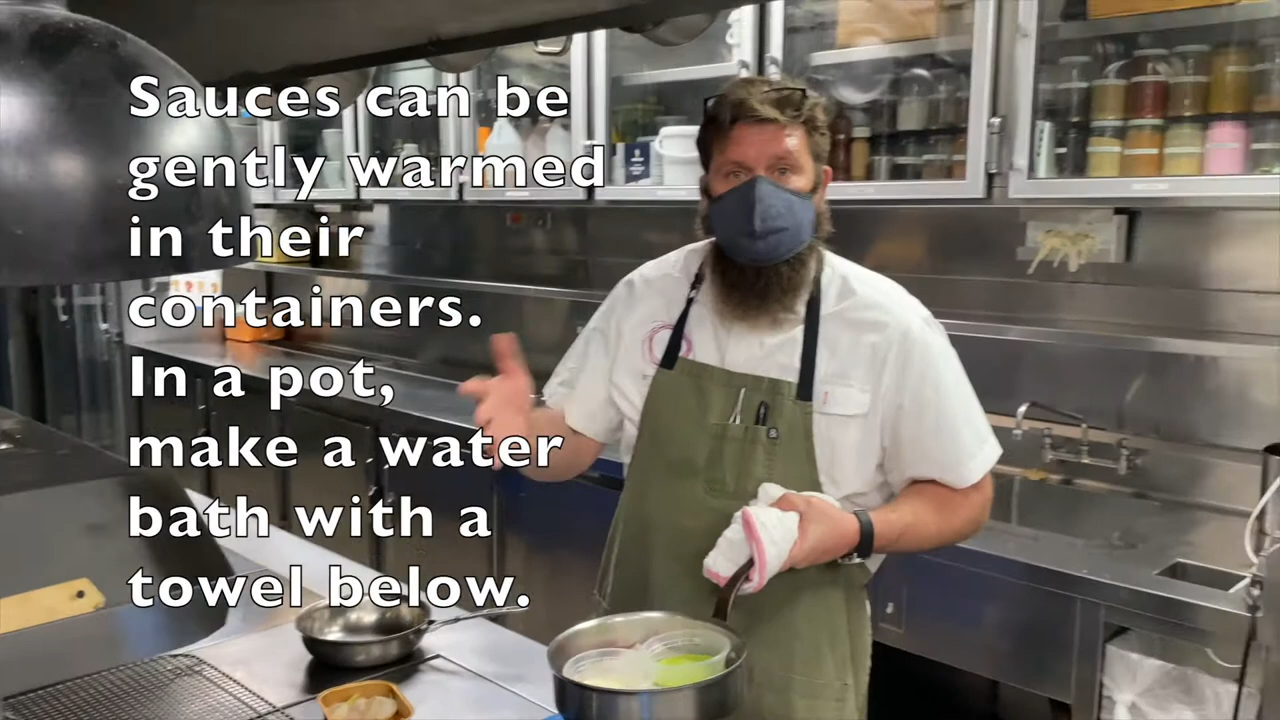 Sauces can be
gently warmed
in their
containers.
In a pot,
make a water
bath with a
towel below.